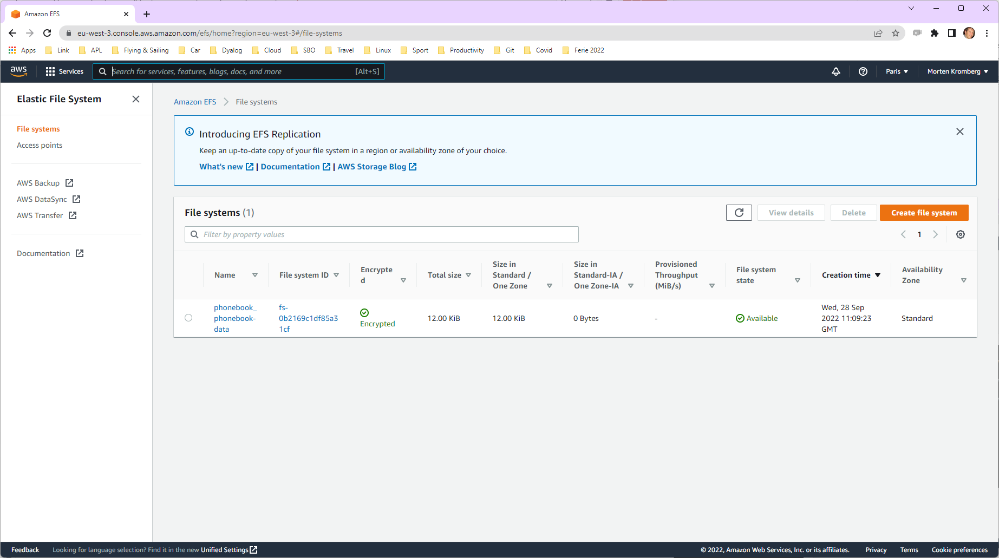 Amazon EFS
eu-west-3.console.aws.amazon.com/efs/home?region=eu-west-3#/file-systems
Apps Link APL Flying & Sailing Car Dyalog Cloud SBO Travel Linux Sport Productivity Git Covid Ferie 2022
aws Services Search for services, features, blogs, docs, and more [Alt+S] Paris Morten Kromberg
Elastic File System
File systems
Access points
AWS Backup
AWS DataSync
AWS Transfer
Documentation
Amazon EFS File systems
Introducing EFS Replication
Keep an up-to-date copy of your file system in a region or availability zone of your choice.
What's new | Documentation | AWS Storage Blog
File systems (1)
View details Delete Create file system
Filter by property values
1
Name
File system ID
Encrypte
d
Total size
Size in
Standard /
One Zone
Size in
Standard-IA /
One Zone-IA
Provisioned
Throughput
(MiB/s)
File system
state
Creation time
Availability
Zone
phonebook_
phonebook-
data
fs-
0b2169c1df85a3
1cf
Encrypted
12.00 KiB
12.00 KiB
0 Bytes
-
Available
Wed, 28 Sep
2022 11:09:23
GMT
Standard
Feedback Looking for language selection? Find it in the new Unified Settings © 2022, Amazon Web Services, Inc. or its affiliates. Privacy Terms Cookie preferences